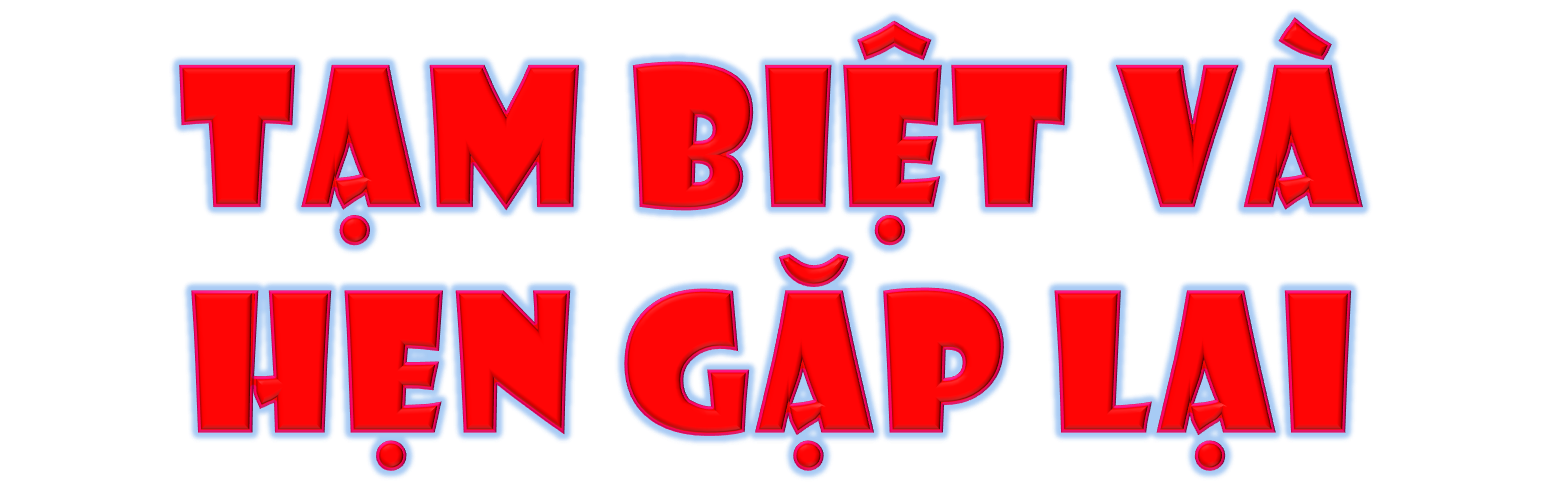 TẠM BIỆT VÀ
HẸN GẶP LẠI